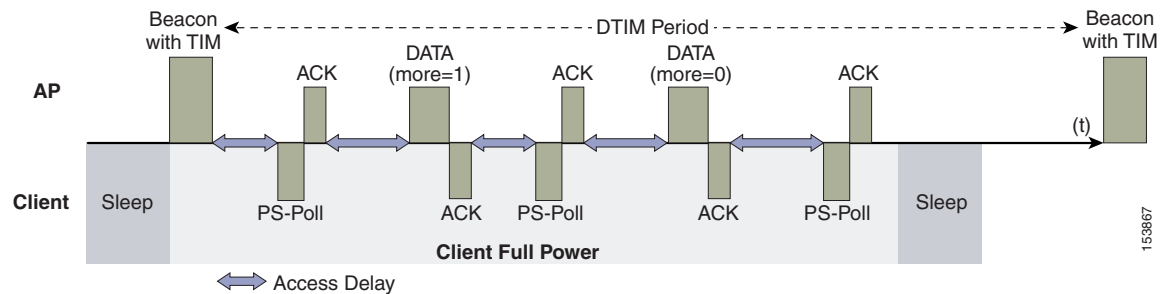 Beacon
with TIM
DTIM Period
Beacon
with TIM
ACK
DATA
(more=1)
ACK
DATA
(more=0)
ACK
AP
(t)
Client
Sleep
PS-Poll
ACK
PS-Poll
ACK
PS-Poll
Sleep
Client Full Power
Access Delay
153867